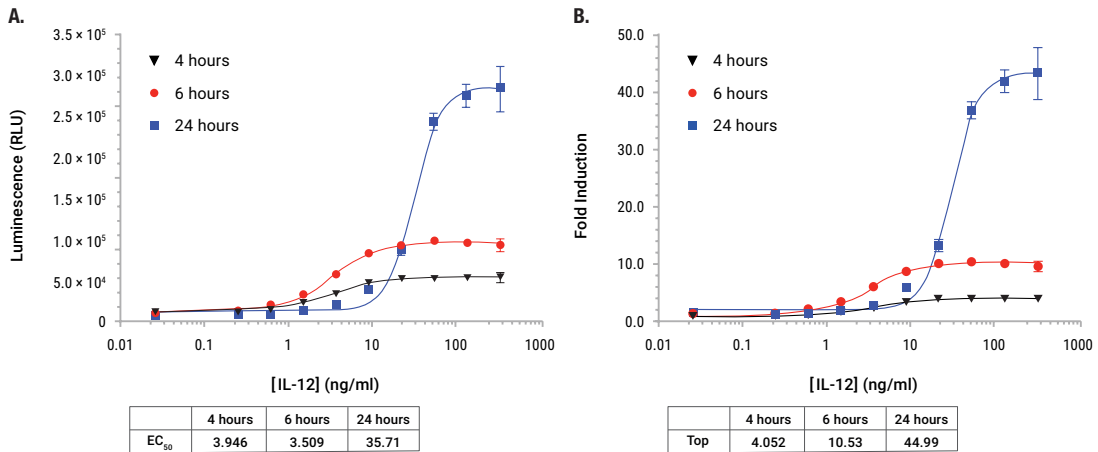 A.
3.5 × 10⁵
3.0 × 10⁵
2.5 × 10⁵
2.0 × 10⁵
1.5 × 10⁵
1.0 × 10⁵
5.0 × 10⁴
0
Luminescence (RLU)
4 hours
6 hours
24 hours
0.01 0.1 1 10 100 1000
[IL-12] (ng/ml)
4 hours 6 hours 24 hours
EC₅₀ 3.946 3.509 35.71
B.
50.0
40.0
30.0
20.0
10.0
0.0
Fold Induction
4 hours
6 hours
24 hours
0.01 0.1 1 10 100 1000
[IL-12] (ng/ml)
4 hours 6 hours 24 hours
Top 4.052 10.53 44.99